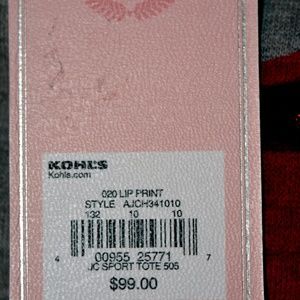 KOHL'S
Kohls.com
020 LIP PRINT
STYLE AJCH341010
132 10 10
4 00955 25771 7
JC SPORT TOTE 505
$99.00